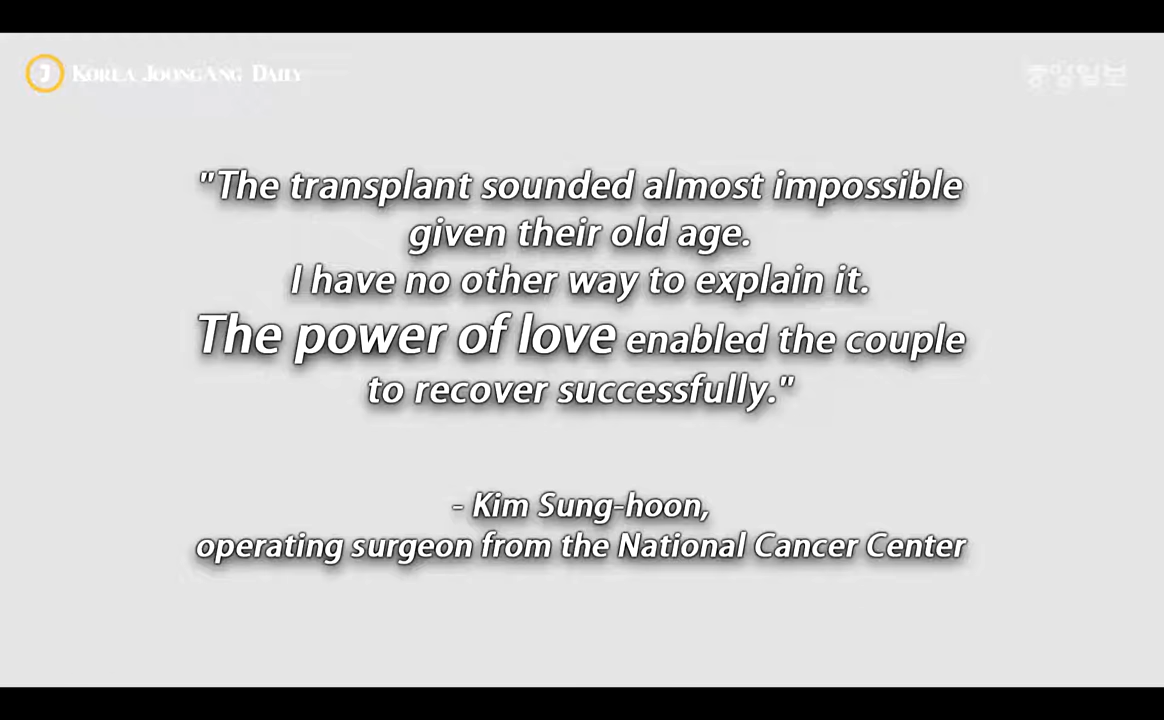 J KOREA JOONGANG DAILY
중앙일보
"The transplant sounded almost impossible
given their old age.
I have no other way to explain it.
The power of love enabled the couple
to recover successfully."
- Kim Sung-hoon,
operating surgeon from the National Cancer Center